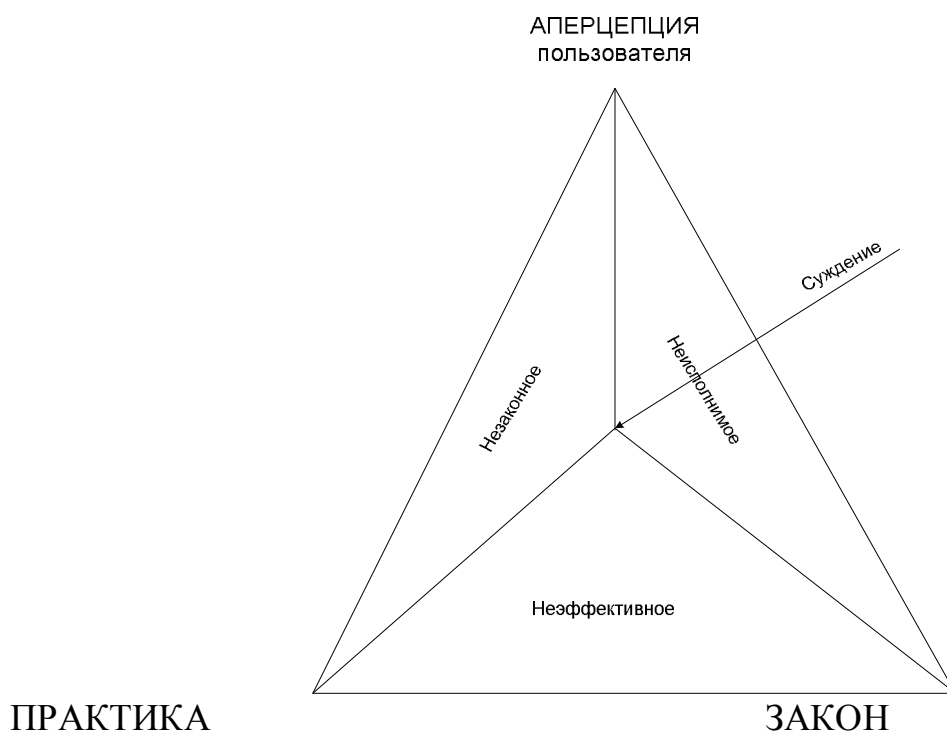 АПЕРЦЕПЦИЯ
пользователя
Суждение
Неисполнимое
Незаконное
Неэффективное
ПРАКТИКА
ЗАКОН